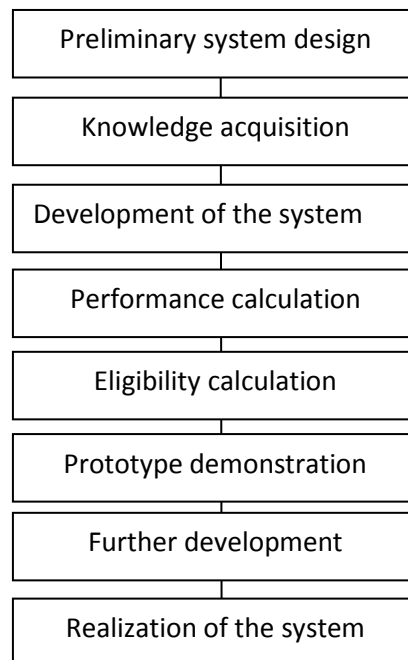 Preliminary system design
Knowledge acquisition
Development of the system
Performance calculation
Eligibility calculation
Prototype demonstration
Further development
Realization of the system